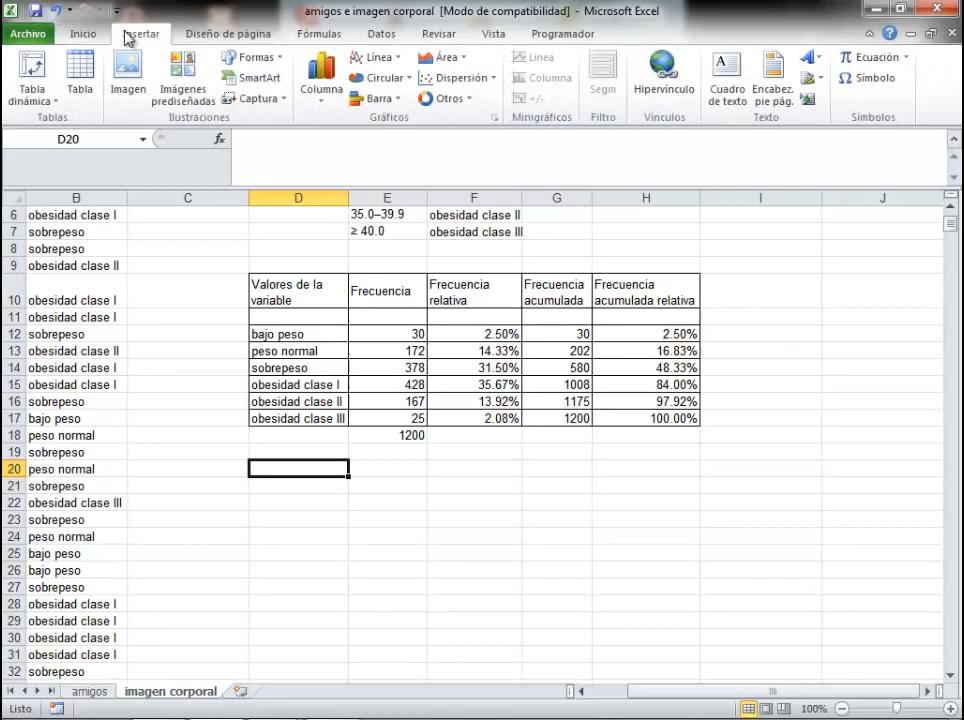 amigos e imagen corporal [Modo de compatibilidad] - Microsoft Excel
Archivo Inicio Insertar Diseño de página Fórmulas Datos Revisar Vista Programador
Tabla dinámica
Tabla
Tablas
Imagen
Imágenes prediseñadas
Formas
SmartArt
Captura
Ilustraciones
Columna
Línea
Circular
Barra
Área
Dispersión
Otros
Gráficos
Línea
Columna
+/-
Minigráficos
Segm
Filtro
Hipervínculo
Vínculos
Cuadro de texto
Encabez. pie pág.
Texto
Ecuación
Símbolo
Símbolos
D20 fx
B C D E F G H I J
6 obesidad clase I 35.0–39.9 obesidad clase II
7 sobrepeso ≥ 40.0 obesidad clase III
8 sobrepeso
9 obesidad clase II
Valores de la Frecuencia Frecuencia Frecuencia Frecuencia
10 obesidad clase I variable relativa acumulada acumulada relativa
11 obesidad clase I
12 sobrepeso bajo peso 30 2.50% 30 2.50%
13 obesidad clase II peso normal 172 14.33% 202 16.83%
14 obesidad clase I sobrepeso 378 31.50% 580 48.33%
15 obesidad clase I obesidad clase I 428 35.67% 1008 84.00%
16 sobrepeso obesidad clase II 167 13.92% 1175 97.92%
17 bajo peso obesidad clase III 25 2.08% 1200 100.00%
18 peso normal 1200
19 sobrepeso
20 peso normal
21 sobrepeso
22 obesidad clase III
23 sobrepeso
24 peso normal
25 bajo peso
26 bajo peso
27 sobrepeso
28 obesidad clase I
29 obesidad clase I
30 obesidad clase I
31 obesidad clase I
32 sobrepeso
amigos imagen corporal
Listo 100%